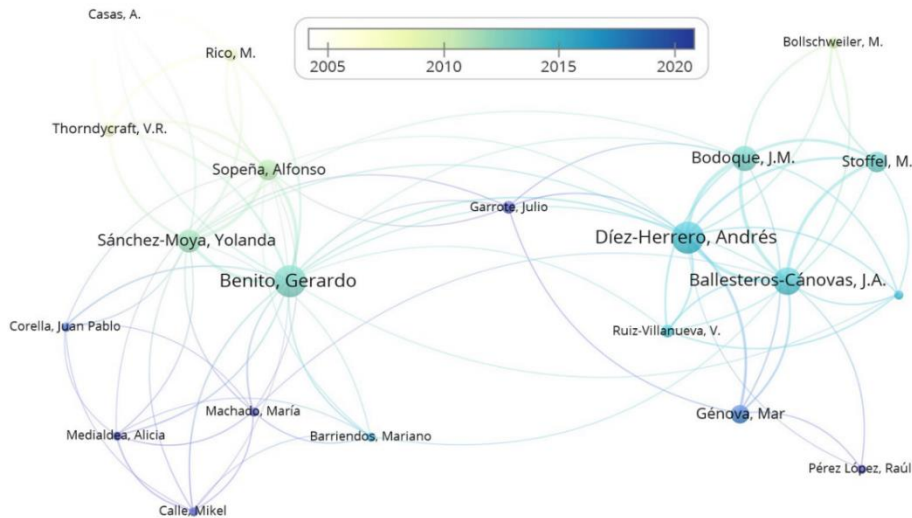 Casas, A.
Rico, M.
2005 2010 2015 2020
Bollschweiler, M.
Thorndycraft, V.R.
Sopeña, Alfonso
Bodoque, J.M.
Stoffel, M.
Garrote, Julio
Sánchez-Moya, Yolanda
Díez-Herrero, Andrés
Benito, Gerardo
Ballesteros-Cánovas, J.A.
Corella, Juan Pablo
Ruiz-Villanueva, V.
Machado, María
Génova, Mar
Medialdea, Alicia
Barriendos, Mariano
Pérez López, Raúl
Calle, Mikel